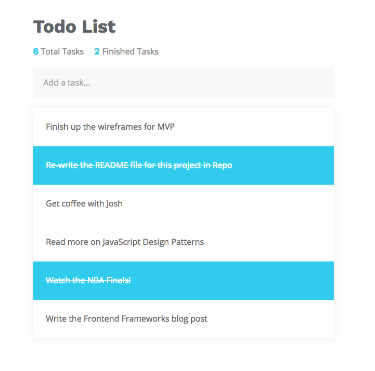 Todo List
6 Total Tasks 2 Finished Tasks
Add a task...
Finish up the wireframes for MVP
Re-write the README file for this project in Repo
Get coffee with Josh
Read more on JavaScript Design Patterns
Watch the NBA Finals!
Write the Frontend Frameworks blog post